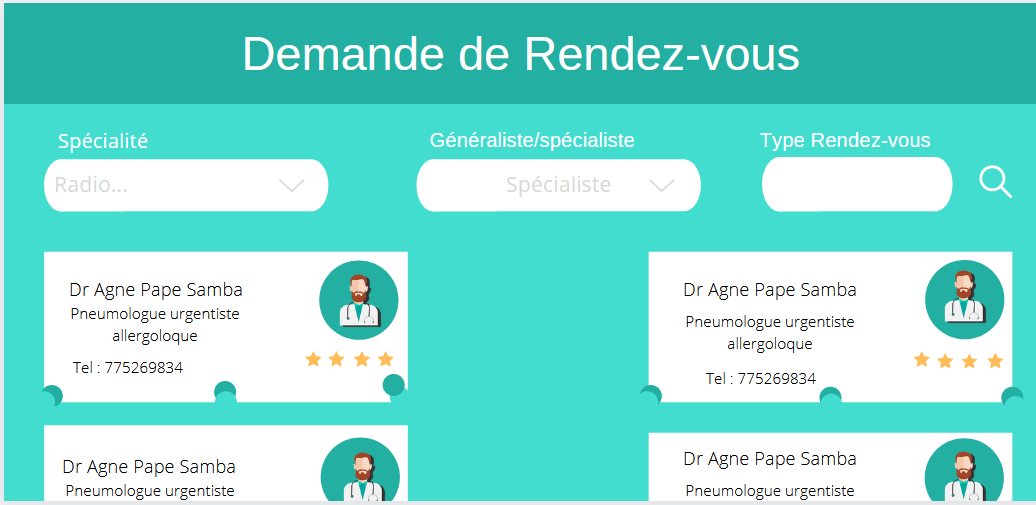 Demande de Rendez-vous
Spécialité
Généraliste/spécialiste
Type Rendez-vous
Radio...
Spécialiste
Dr Agne Pape Samba
Pneumologue urgentiste
allergoloque
Tel : 775269834
Dr Agne Pape Samba
Pneumologue urgentiste
allergoloque
Tel : 775269834
Dr Agne Pape Samba
Pneumologue urgentiste
Dr Agne Pape Samba
Pneumologue urgentiste